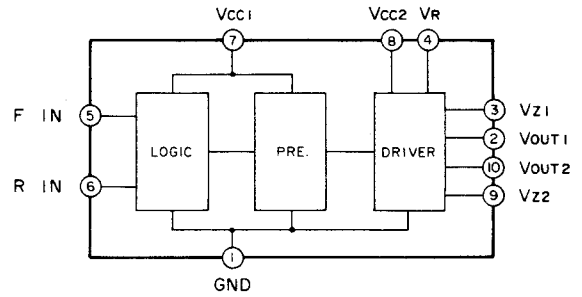 VCC1 VCC2 VR
7 8 4
F IN 5 3 VZ1
2 VOUT1
LOGIC PRE. DRIVER
R IN 6 10 VOUT2
9 VZ2
1
GND